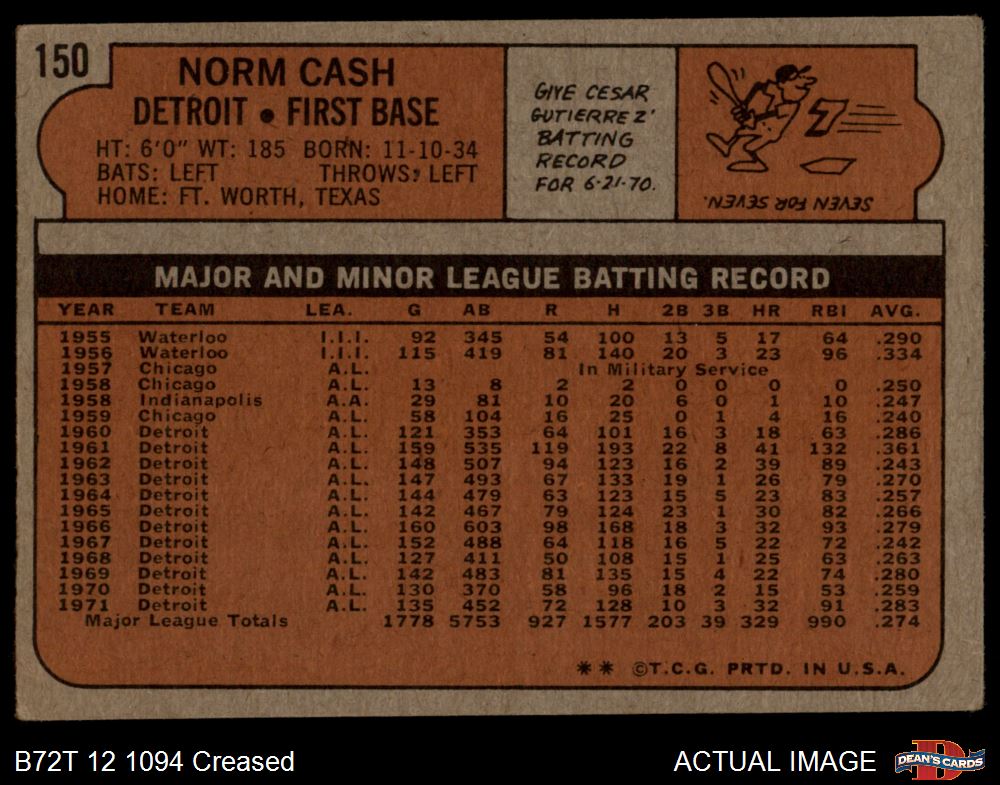 150
NORM CASH
DETROIT • FIRST BASE
HT: 6'0" WT: 185 BORN: 11-10-34
BATS: LEFT THROWS: LEFT
HOME: FT. WORTH, TEXAS
GIVE CESAR
GUTIERREZ'
BATTING
RECORD
FOR 6-21-70.
7
SEVEN FOR SEVEN.
MAJOR AND MINOR LEAGUE BATTING RECORD
YEAR TEAM LEA. G AB R H 2B 3B HR RBI AVG.
1955 Waterloo I.I.I. 92 345 54 100 13 5 17 64 .290
1956 Waterloo I.I.I. 115 419 81 140 20 3 23 96 .334
1957 Chicago A.L. In Military Service
1958 Chicago A.L. 13 8 2 2 0 0 0 0 .250
1958 Indianapolis A.A. 29 81 10 20 6 0 1 10 .247
1959 Chicago A.L. 58 104 16 25 0 1 4 16 .240
1960 Detroit A.L. 121 353 64 101 16 3 18 63 .286
1961 Detroit A.L. 159 535 119 193 22 8 41 132 .361
1962 Detroit A.L. 148 507 94 123 16 2 39 89 .243
1963 Detroit A.L. 147 493 67 133 19 1 26 79 .270
1964 Detroit A.L. 144 479 63 123 15 5 23 83 .257
1965 Detroit A.L. 142 467 79 124 23 1 30 82 .266
1966 Detroit A.L. 160 603 98 168 18 3 32 93 .279
1967 Detroit A.L. 152 488 64 118 16 5 22 72 .242
1968 Detroit A.L. 127 411 50 108 15 1 25 63 .263
1969 Detroit A.L. 142 483 81 135 15 4 22 74 .280
1970 Detroit A.L. 130 370 58 96 18 2 15 53 .259
1971 Detroit A.L. 135 452 72 128 10 3 32 91 .283
Major League Totals 1778 5753 927 1577 203 39 329 990 .274
** ©T.C.G. PRTD. IN U.S.A.
B72T 12 1094 Creased
ACTUAL IMAGE
D
DEAN'S CARDS